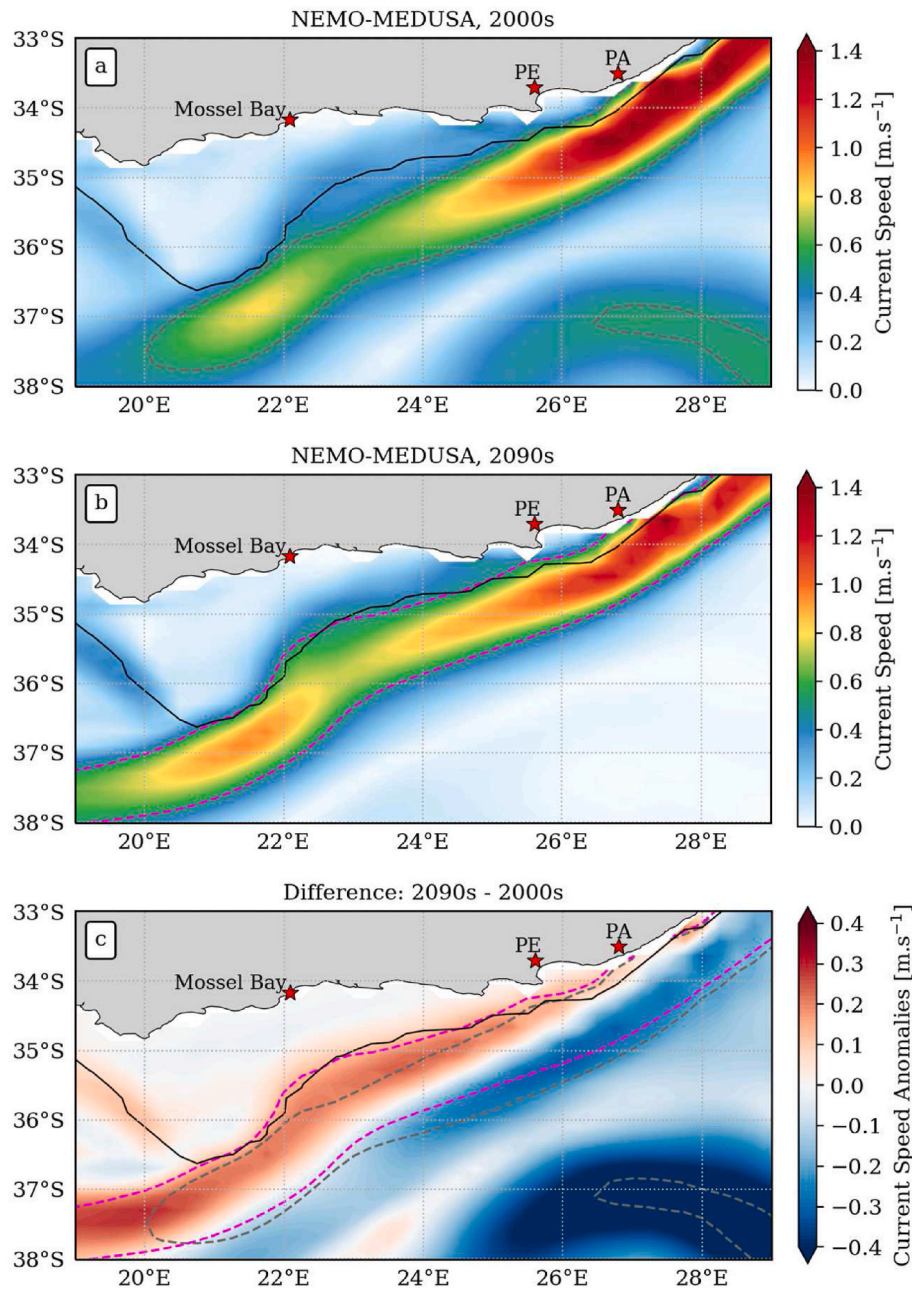 NEMO-MEDUSA, 2000s
33°S
34°S
35°S
36°S
37°S
38°S
a
Mossel Bay
PE
PA
20°E 22°E 24°E 26°E 28°E
1.4
1.2
1.0
0.8
0.6
0.4
0.2
0.0
Current Speed [m.s⁻¹]
NEMO-MEDUSA, 2090s
33°S
34°S
35°S
36°S
37°S
38°S
b
Mossel Bay
PE
PA
20°E 22°E 24°E 26°E 28°E
1.4
1.2
1.0
0.8
0.6
0.4
0.2
0.0
Current Speed [m.s⁻¹]
Difference: 2090s - 2000s
33°S
34°S
35°S
36°S
37°S
38°S
c
Mossel Bay
PE
PA
20°E 22°E 24°E 26°E 28°E
0.4
0.3
0.2
0.1
0.0
−0.1
−0.2
−0.3
−0.4
Current Speed Anomalies [m.s⁻¹]